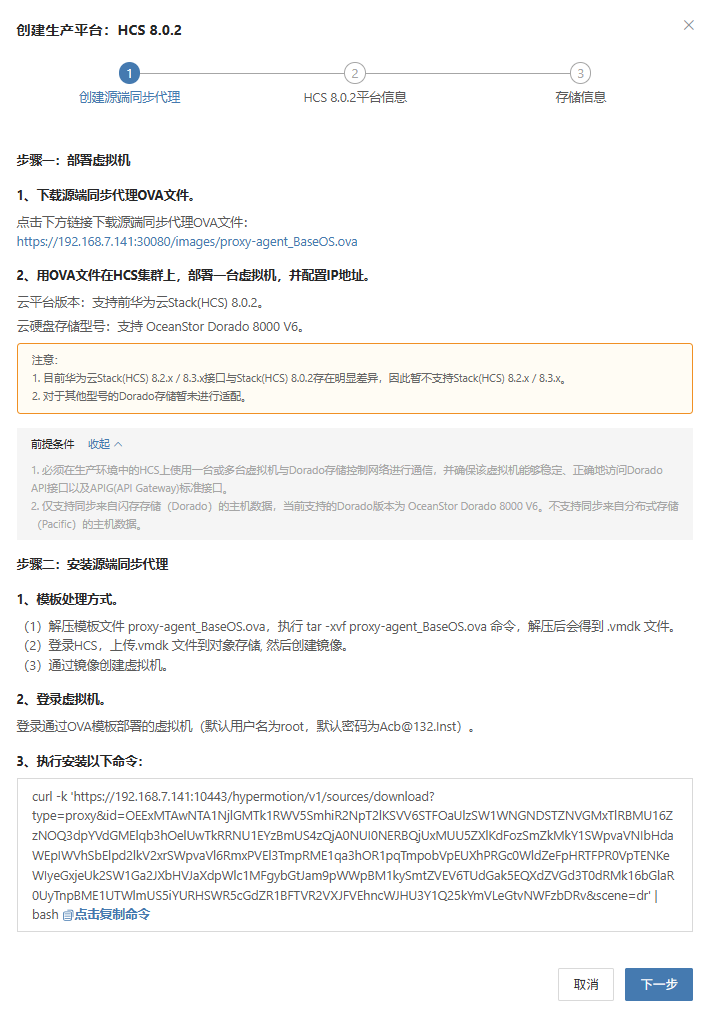 创建生产平台：HCS 8.0.2
1
2
3
创建源端同步代理
HCS 8.0.2平台信息
存储信息
步骤一：部署虚拟机
1、下载源端同步代理OVA文件。
点击下方链接下载源端同步代理OVA文件：
https://192.168.7.141:30080/images/proxy-agent_BaseOS.ova
2、用OVA文件在HCS集群上，部署一台虚拟机，并配置IP地址。
云平台版本：支持前华为云Stack(HCS) 8.0.2。
云硬盘存储型号：支持 OceanStor Dorado 8000 V6。
注意：
1. 目前华为云Stack(HCS) 8.2.x / 8.3.x接口与Stack(HCS) 8.0.2存在明显差异，因此暂不支持Stack(HCS) 8.2.x / 8.3.x。
2. 对于其他型号的Dorado存储暂未进行适配。
前提条件 收起
1. 必须在生产环境中的HCS上使用一台或多台虚拟机与Dorado存储控制网络进行通信，并确保该虚拟机能够稳定、正确地访问Dorado
API接口以及APIG(API Gateway)标准接口。
2. 仅支持同步来自闪存存储（Dorado）的主机数据，当前支持的Dorado版本为 OceanStor Dorado 8000 V6。不支持同步来自分布式存储
（Pacific）的主机数据。
步骤二：安装源端同步代理
1、模板处理方式。
（1）解压模板文件 proxy-agent_BaseOS.ova，执行 tar -xvf proxy-agent_BaseOS.ova 命令，解压后会得到 .vmdk 文件。
（2）登录HCS，上传.vmdk 文件到对象存储, 然后创建镜像。
（3）通过镜像创建虚拟机。
2、登录虚拟机。
登录通过OVA模板部署的虚拟机（默认用户名为root，默认密码为Acb@132.Inst）。
3、执行安装以下命令：
curl -k 'https://192.168.7.141:10443/hypermotion/v1/sources/download?
type=proxy&id=OEExMTAwNTA1NjlGMTk1RWV5SmhiR2NpT2lKSVV6STFOaUlzSW1WNGNDSTZNVGMxTlRBMU16Z
zNOQ3dpYVdGMElqb3hOelUwTkRRNU1EYzBmUS4zQjA0NUI0NERBQjUxMUU5ZXlKdFozSmZkMkY1SWpvaVNIbHda
WEpIWVhSbElpd2lkV2xrSWpvaVl6RmxPVEl3TmpRME1qa3hOR1pqTmpobVpEUXhPRGc0WldZeFpHRTFPR0VpTENKe
WIyeGxjeUk2SW1Ga2JXbHVJaXdpWlc1MFgybGtJam9pWWpBM1kySmtZVEV6TUdGak5EQXdZVGd3T0dRMk16bGlaR
0UyTnpBME1UTWlmUS5iYURHSWR5cGdZR1BFTVR2VXJFVEhncWJHU3Y1Q25kYmVLeGtvNWFzbDRv&scene=dr' |
bash 点击复制命令
取消
下一步